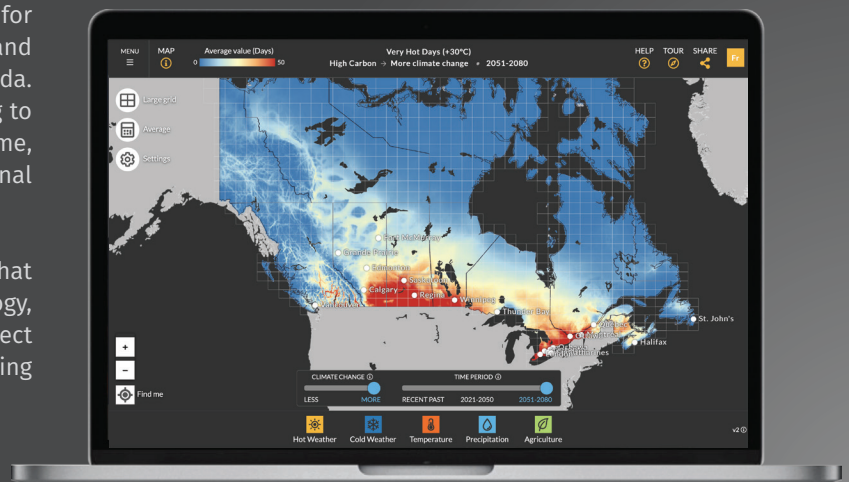 for
and
da.
g to
me,
nal
hat
ogy,
ect
ing
MENU
MAP
Average value (Days)
0
50
Very Hot Days (+30°C)
High Carbon → More climate change • 2051-2080
HELP
TOUR
SHARE
Fr
Large grid
Average
Settings
Fort McMurray
Grande Prairie
Edmonton
Saskatoon
Calgary
Regina
Winnipeg
Vancouver
Thunder Bay
St. John's
Halifax
Find me
CLIMATE CHANGE
LESS
MORE
TIME PERIOD
RECENT PAST
2021-2050
2051-2080
Hot Weather
Cold Weather
Temperature
Precipitation
Agriculture
v2